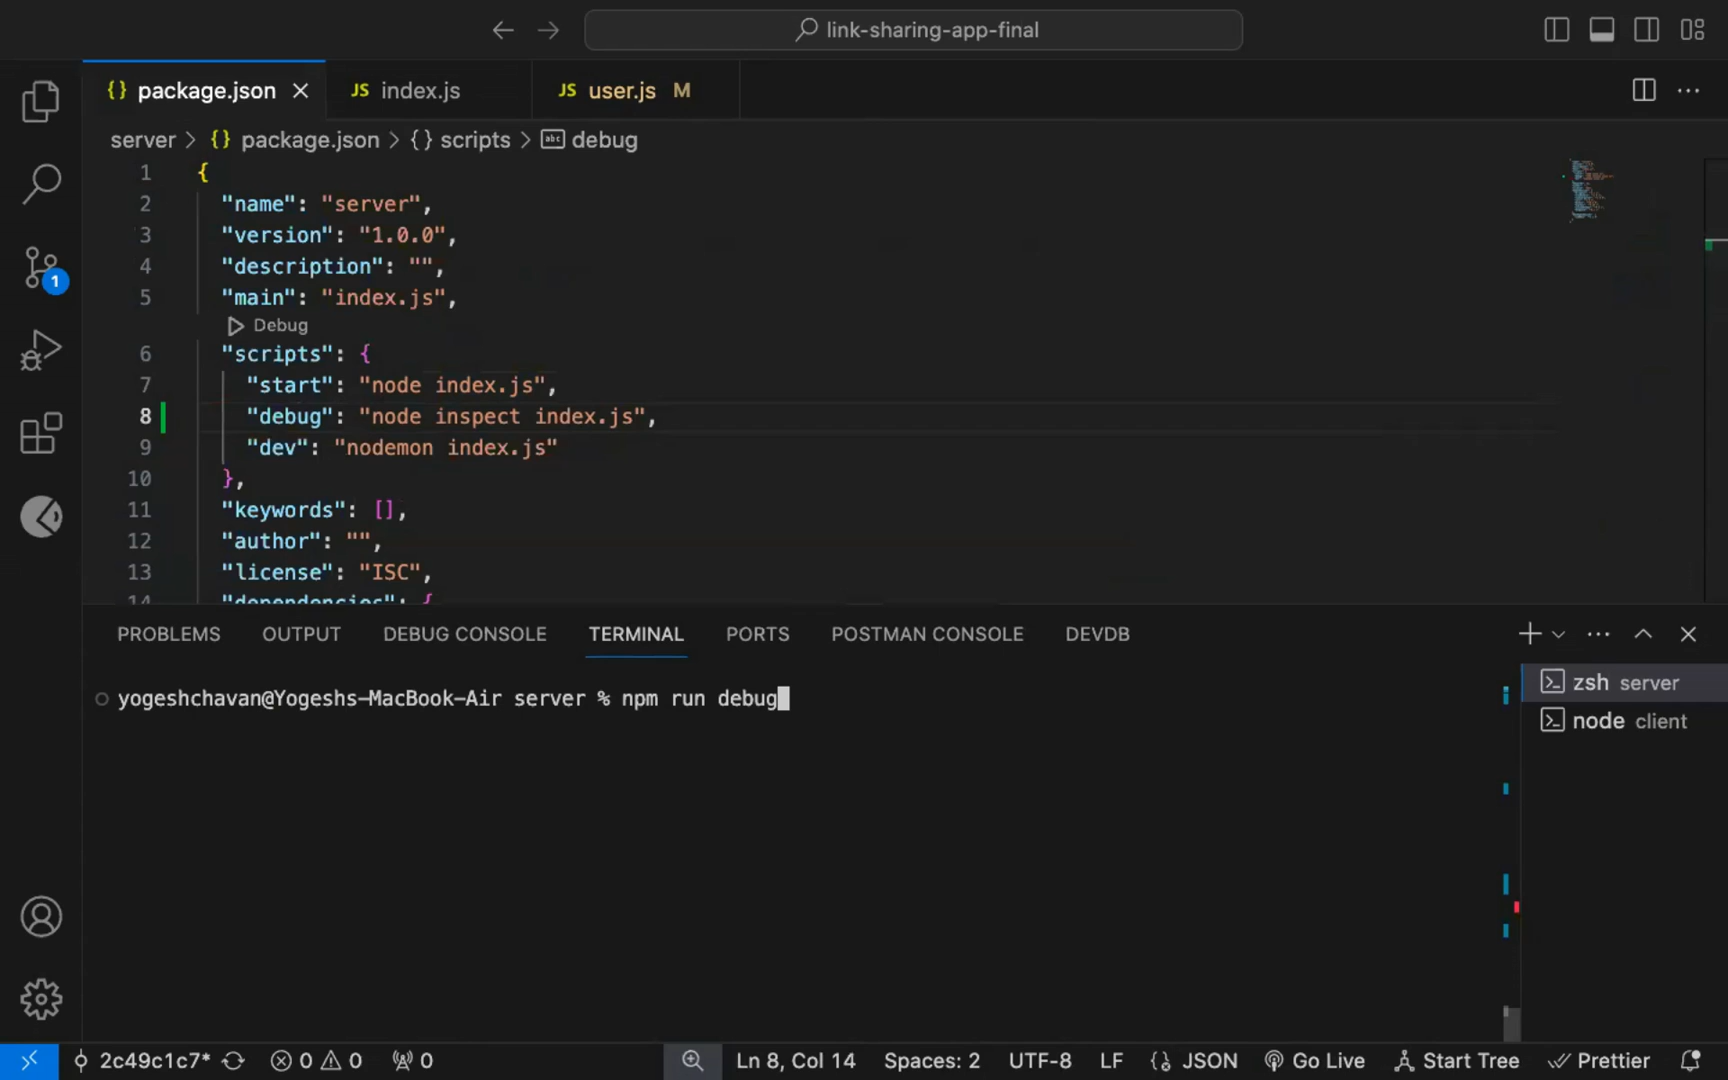 link-sharing-app-final
{} package.json
JS index.js
JS user.js M
server > {} package.json > {} scripts > abc debug
1 {
2 "name": "server",
3 "version": "1.0.0",
4 "description": "",
5 "main": "index.js",
Debug
6 "scripts": {
7 "start": "node index.js",
8 "debug": "node inspect index.js",
9 "dev": "nodemon index.js"
10 },
11 "keywords": [],
12 "author": "",
13 "license": "ISC",
14 "dependencies": {
1
PROBLEMS OUTPUT DEBUG CONSOLE TERMINAL PORTS POSTMAN CONSOLE DEVDB
yogeshchavan@Yogeshs-MacBook-Air server % npm run debug
zsh server
node client
2c49c1c7* 0 0 0 Ln 8, Col 14 Spaces: 2 UTF-8 LF {} JSON Go Live Start Tree Prettier